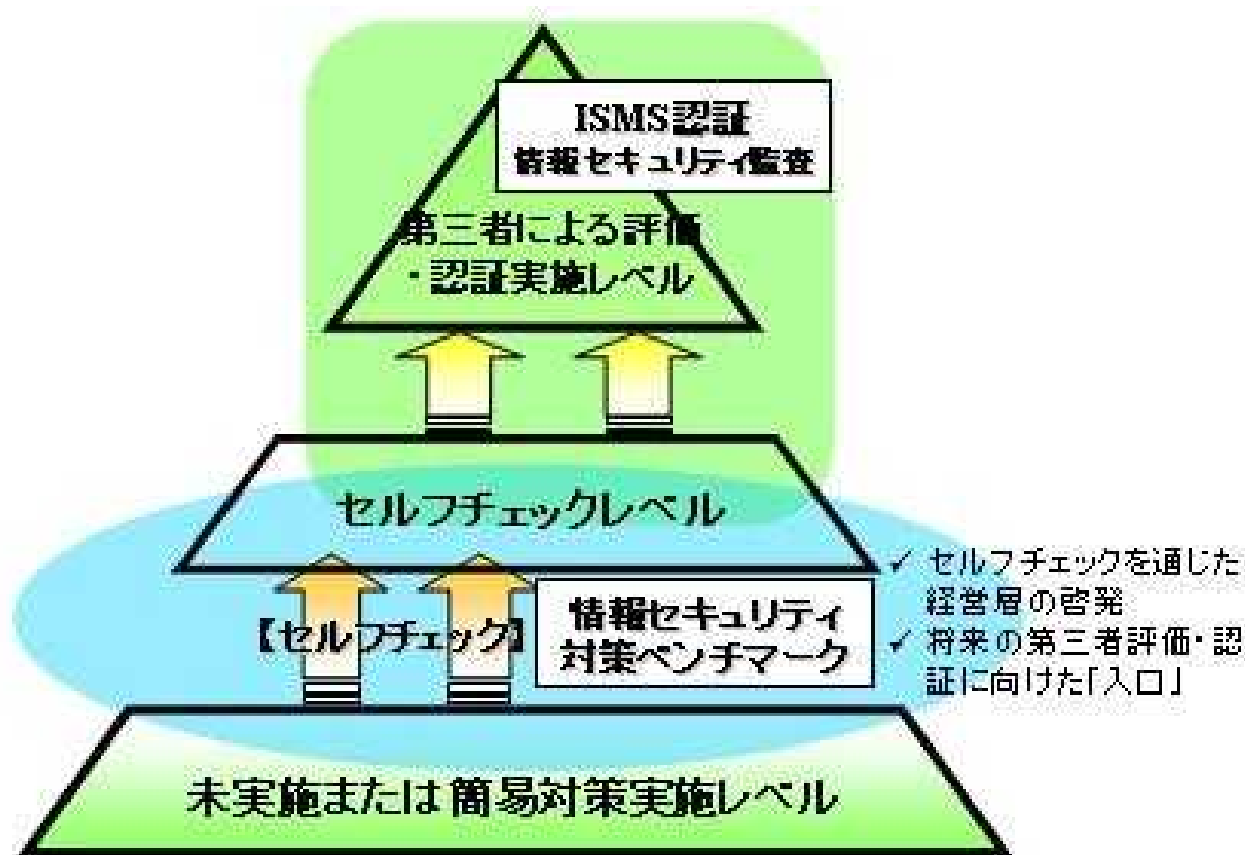 ISMS認証
情報セキュリティ監査
第三者による評価
・認証実施レベル
セルフチェックレベル
✓ セルフチェックを通じた
経営層の啓発
✓ 将来の第三者評価・認
証に向けた「入口」
【セルフチェック】
情報セキュリティ
対策ベンチマーク
未実施または簡易対策実施レベル